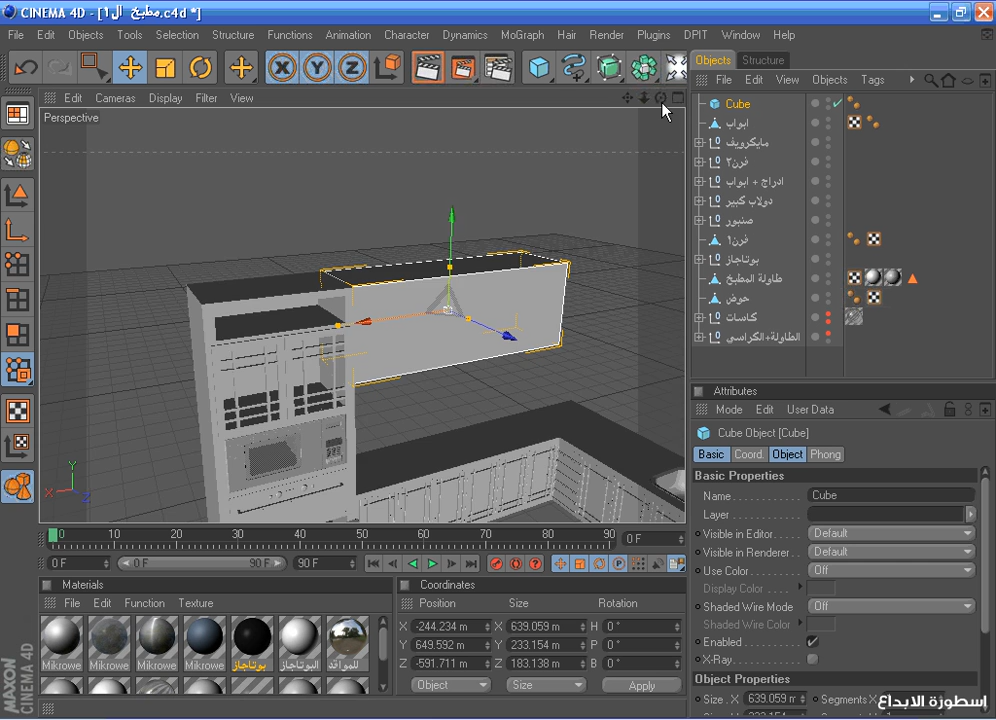 CINEMA 4D - [مطبخ ال1.c4d *]
File Edit Objects Tools Selection Structure Functions Animation Character Dynamics MoGraph Hair Render Plugins DPIT Window Help
Objects Structure
File Edit View Objects Tags
Edit Cameras Display Filter View
Perspective
Cube
ابواب
مايكرويف
فرن٢
ادراج + ابواب
دولاب كبير
صنبور
فرن١
بوتاجاز
طاولة المطبخ
حوض
كاسات
الطاولة+الكراسي
Y
X
Z
Attributes
Mode Edit User Data
Cube Object [Cube]
Basic Coord. Object Phong
Basic Properties
Name Cube
Layer
Visible in Editor Default
Visible in Renderer Default
Use Color Off
Display Color
Shaded Wire Mode Off
Shaded Wire Color
Enabled
X-Ray
Object Properties
Size . X 639.059 m Segments X
0 10 20 30 40 50 60 70 80 90 0 F
0 F 0 F 90 F 90 F
Materials
File Edit Function Texture
Mikrowe Mikrowe Mikrowe Mikrowe بوتاجاز البوتاجاز للمواقد
Coordinates
Position Size Rotation
X -244.234 m X 639.059 m H 0 °
Y 649.592 m Y 233.154 m P 0 °
Z -591.711 m Z 183.138 m B 0 °
Object Size Apply
MAXON CINEMA 4D
اسطورة الابداع